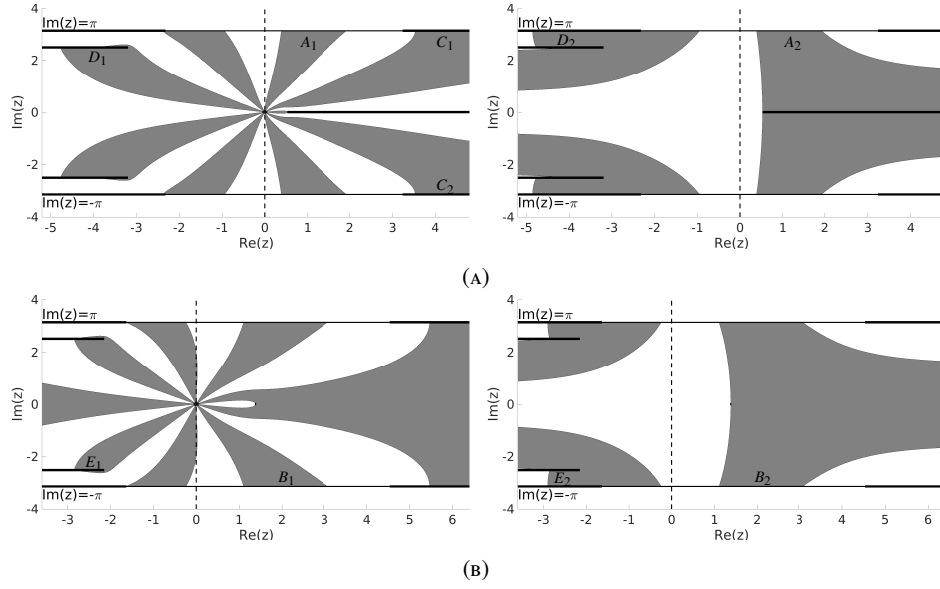 4
Im(z)=π
D1
A1
C1
2
0
-2
C2
Im(z)=-π
-4
Im(z)
-5 -4 -3 -2 -1 0 1 2 3 4
Re(z)
4
Im(z)=π
D2
A2
2
0
-2
Im(z)=-π
-4
Im(z)
-5 -4 -3 -2 -1 0 1 2 3 4
Re(z)
(A)
4
Im(z)=π
2
0
-2
E1
B1
Im(z)=-π
-4
Im(z)
-3 -2 -1 0 1 2 3 4 5 6
Re(z)
4
Im(z)=π
2
0
-2
E2
B2
Im(z)=-π
-4
Im(z)
-3 -2 -1 0 1 2 3 4 5 6
Re(z)
(B)